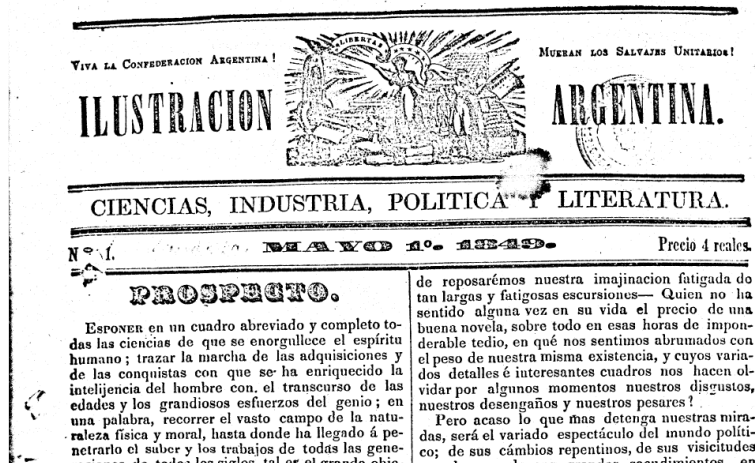 VIVA LA CONFEDERACION ARGENTINA !
LIBERTAS
MUERAN LOS SALVAJES UNITARIOS!
ILUSTRACION ARGENTINA.
CIENCIAS, INDUSTRIA, POLITICA Y LITERATURA.
Nº 1.
MAYO 1º. 1849.
Precio 4 reales.
PROSPECTO.
ESPONER en un cuadro abreviado y completo to-
das las ciencias de que se enorgullece el espíritu
humano ; trazar la marcha de las adquisiciones y
de las conquistas con que se ha enriquecido la
intelijencia del hombre con. el transcurso de las
edades y los grandiosos esfuerzos del genio ; en
una palabra, recorrer el vasto campo de la natu-
raleza física y moral, hasta donde ha llegado á pe-
netrarlo el saber y los trabajos de todas las gene-
de reposarémos nuestra imajinacion fatigada de
tan largas y fatigosas escursiones— Quien no ha
sentido alguna vez en su vida el precio de una
buena novela, sobre todo en esas horas de impon-
derable tedio, en qué nos sentimos abrumados con
el peso de nuestra misma existencia, y cuyos varia-
dos detalles é interesantes cuadros nos hacen ol-
vidar por algunos momentos nuestros disgustos,
nuestros desengaños y nuestros pesares ?
Pero acaso lo que mas detenga nuestras mira-
das, será el variado espectáculo del mundo políti-
co; de sus cámbios repentinos, de sus visicitudes